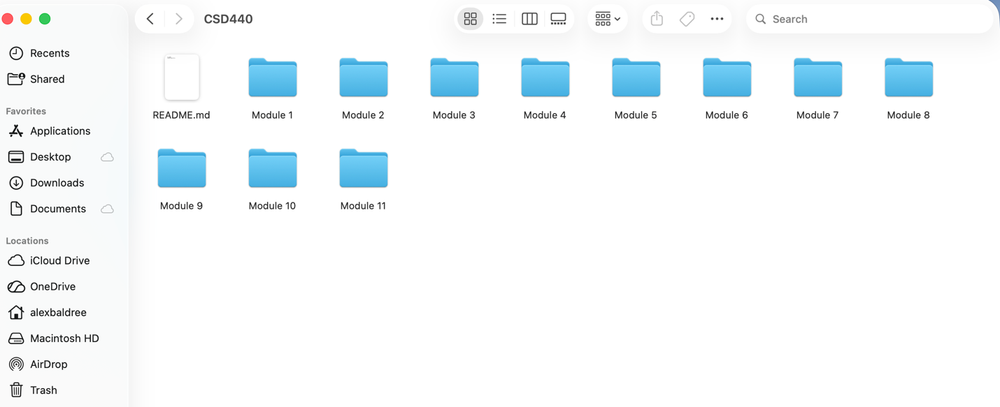 CSD440
Search
Recents
Shared
Favorites
Applications
Desktop
Downloads
Documents
Locations
iCloud Drive
OneDrive
alexbaldree
Macintosh HD
AirDrop
Trash
README.md
Module 1
Module 2
Module 3
Module 4
Module 5
Module 6
Module 7
Module 8
Module 9
Module 10
Module 11